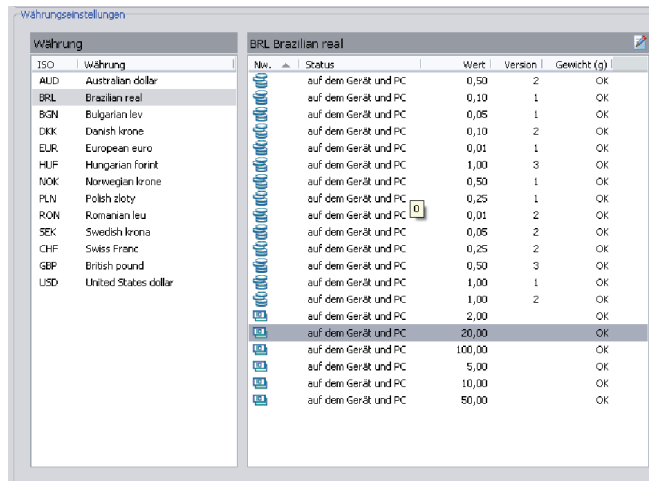 Währungseinstellungen
Währung
ISO Währung
AUD Australian dollar
BRL Brazilian real
BGN Bulgarian lev
DKK Danish krone
EUR European euro
HUF Hungarian forint
NOK Norwegian krone
PLN Polish zloty
RON Romanian leu
SEK Swedish krona
CHF Swiss Franc
GBP British pound
USD United States dollar
BRL Brazilian real
Nw. Status Wert Version Gewicht (g)
auf dem Gerät und PC 0,50 2 OK
auf dem Gerät und PC 0,10 1 OK
auf dem Gerät und PC 0,05 1 OK
auf dem Gerät und PC 0,10 2 OK
auf dem Gerät und PC 0,01 1 OK
auf dem Gerät und PC 1,00 3 OK
auf dem Gerät und PC 0,50 1 OK
auf dem Gerät und PC 0,25 1 OK
auf dem Gerät und PC 0 0,01 2 OK
auf dem Gerät und PC 0,05 2 OK
auf dem Gerät und PC 0,25 2 OK
auf dem Gerät und PC 0,50 3 OK
auf dem Gerät und PC 1,00 1 OK
auf dem Gerät und PC 1,00 2 OK
auf dem Gerät und PC 2,00 OK
auf dem Gerät und PC 20,00 OK
auf dem Gerät und PC 100,00 OK
auf dem Gerät und PC 5,00 OK
auf dem Gerät und PC 10,00 OK
auf dem Gerät und PC 50,00 OK